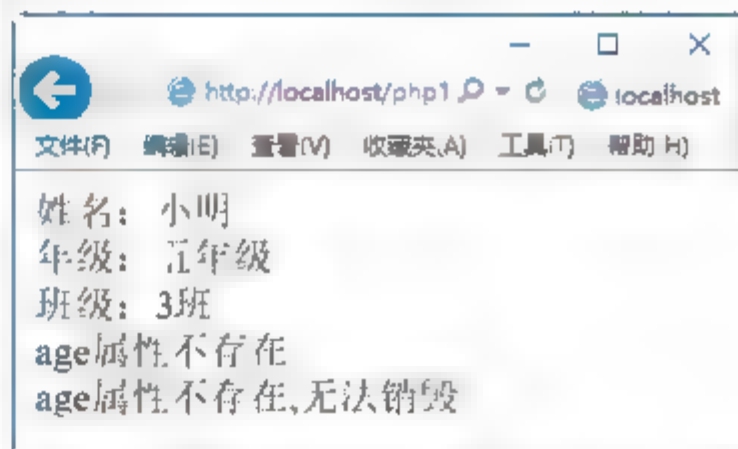 http://localhost/php1
localhost
文件(F) 编辑(E) 查看(V) 收藏夹(A) 工具(T) 帮助(H)
姓名： 小明
年级： 五年级
班级： 3班
age属性不存在
age属性不存在,无法销毁